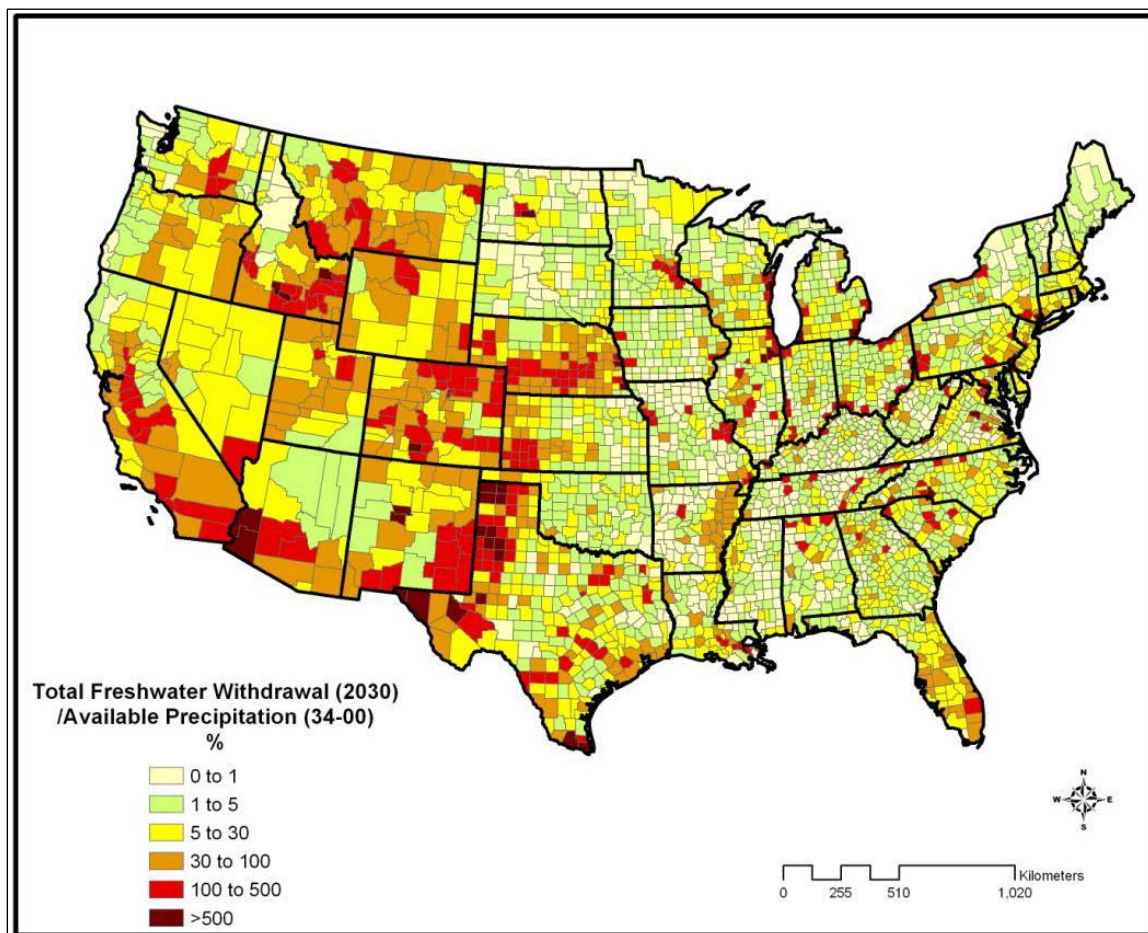 Total Freshwater Withdrawal (2030)
/Available Precipitation (34-00)
%
0 to 1
1 to 5
5 to 30
30 to 100
100 to 500
>500
N
W E
S
Kilometers
0 255 510 1,020